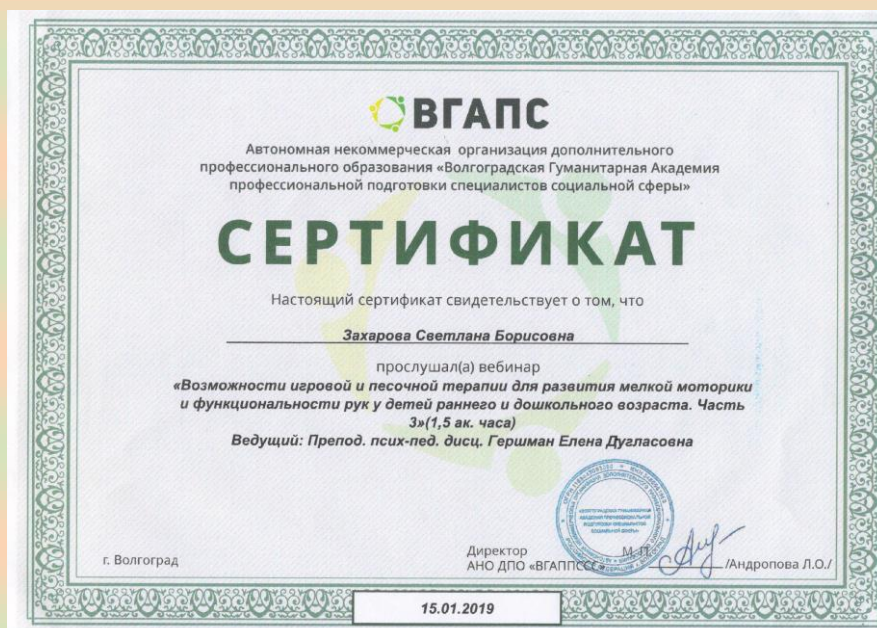 ВГАПС
Автономная некоммерческая организация дополнительного
профессионального образования «Волгоградская Гуманитарная Академия
профессиональной подготовки специалистов социальной сферы»
СЕРТИФИКАТ
Настоящий сертификат свидетельствует о том, что
Захарова Светлана Борисовна
прослушал(а) вебинар
«Возможности игровой и песочной терапии для развития мелкой моторики
и функциональности рук у детей раннего и дошкольного возраста. Часть
3»(1,5 ак. часа)
Ведущий: Препод. псих-пед. дисц. Гершман Елена Дугласовна
г. Волгоград
Директор М. П.
АНО ДПО «ВГАППССС /Андропова Л.О./
15.01.2019